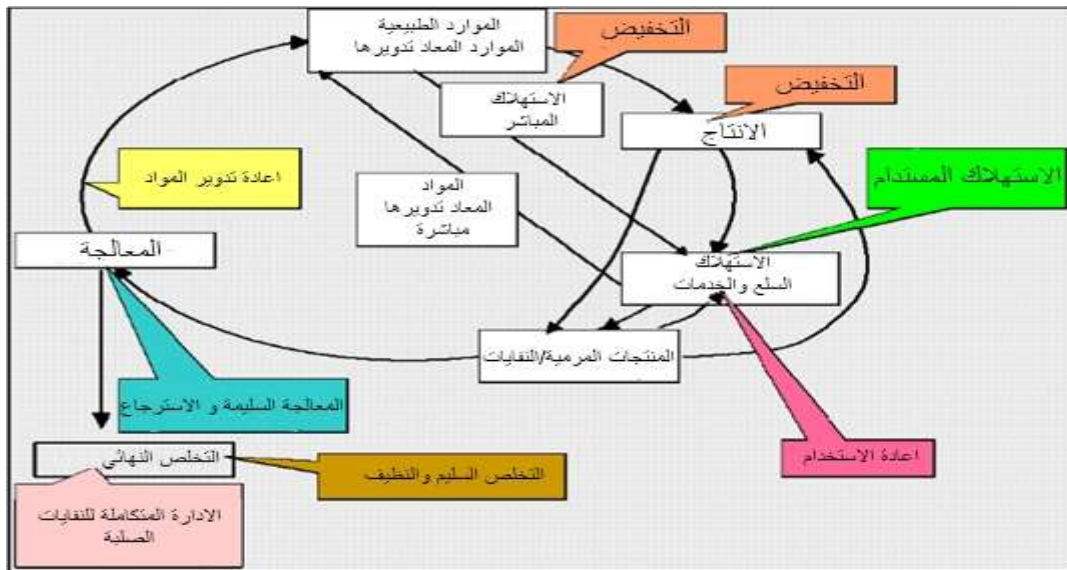 الموارد الطبيعية
الموارد المعاد تدويرها
التخفيض
التخفيض
الاستهلاك
المباشر
الانتاج
الاستهلاك المستدام
اعادة تدوير المواد
المواد
المعاد تدويرها
مباشرة
المعالجة
الاستهلاك
السلع والخدمات
المنتجات المرمية/النفايات
المعالجة السليمة و الاسترجاع
اعادة الاستخدام
التخلص النهائي
التخلص السليم والنظيف
الادارة المتكاملة للنفايات
الصلبة